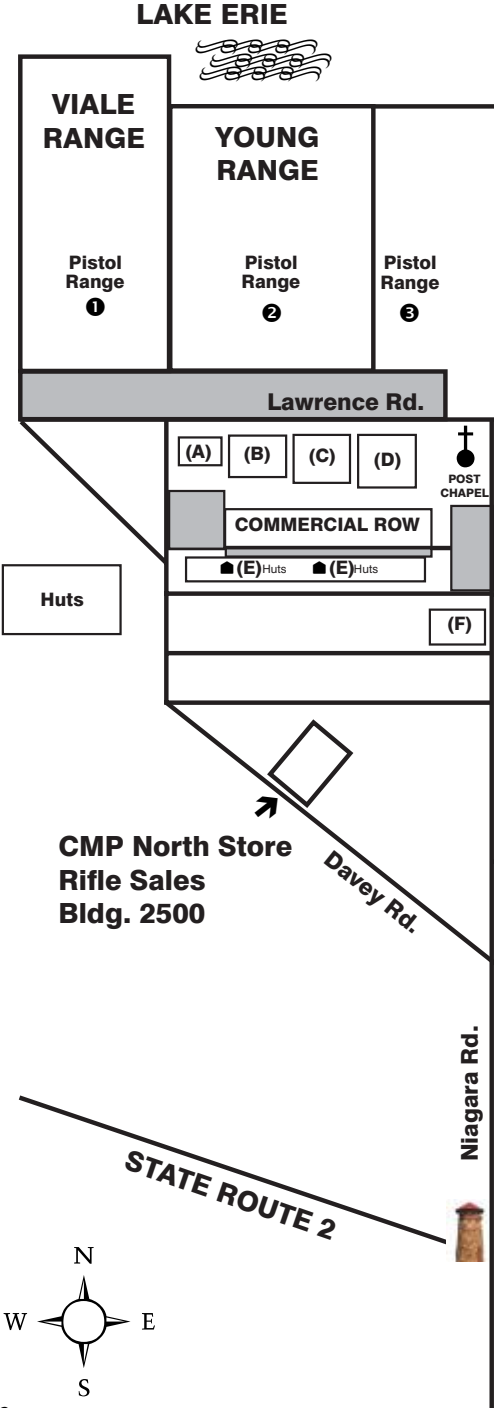 LAKE ERIE
VIALE
RANGE
YOUNG
RANGE
Pistol
Range
❶
Pistol
Range
❷
Pistol
Range
❸
Lawrence Rd.
(A)
(B)
(C)
(D)
POST
CHAPEL
COMMERCIAL ROW
(E)Huts
(E)Huts
Huts
(F)
CMP North Store
Rifle Sales
Bldg. 2500
Davey Rd.
Niagara Rd.
STATE ROUTE 2
N
W
E
S